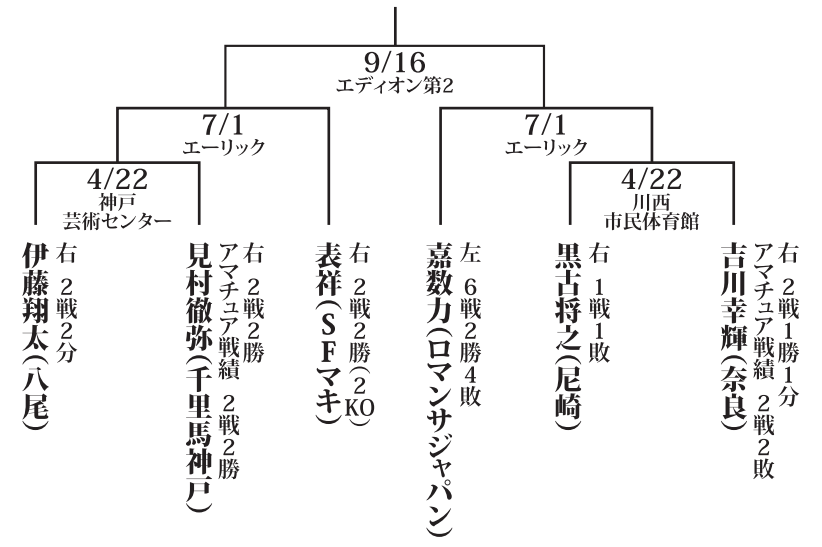 9/16
エディオン第2
7/1
エーリック
7/1
エーリック
4/22
神戸
芸術センター
4/22
川西
市民体育館
伊藤翔太(八尾)
右 2戦2分
見村徹弥(千里馬神戸)
右 2戦2勝
アマチュア戦績 2戦2勝
表祥(SFマキ)
右 2戦2勝(2KO)
嘉数力(ロマンサジャパン)
左 6戦2勝4敗
黒古将之(尼崎)
右 1戦1敗
吉川幸輝(奈良)
右 2戦1勝1分
アマチュア戦績 2戦2敗